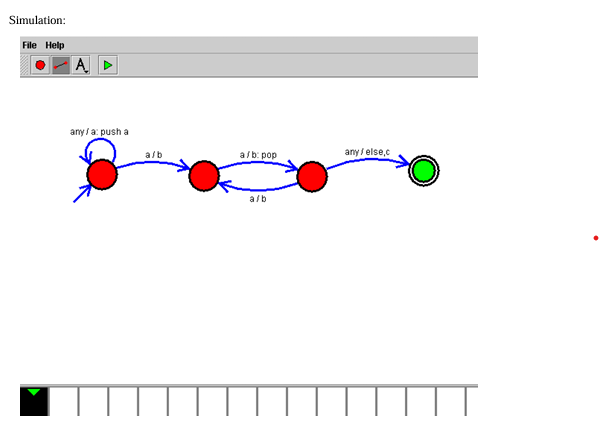 Simulation:
File Help
A
any / a: push a
a / b
a / b: pop
any / else,c
a / b